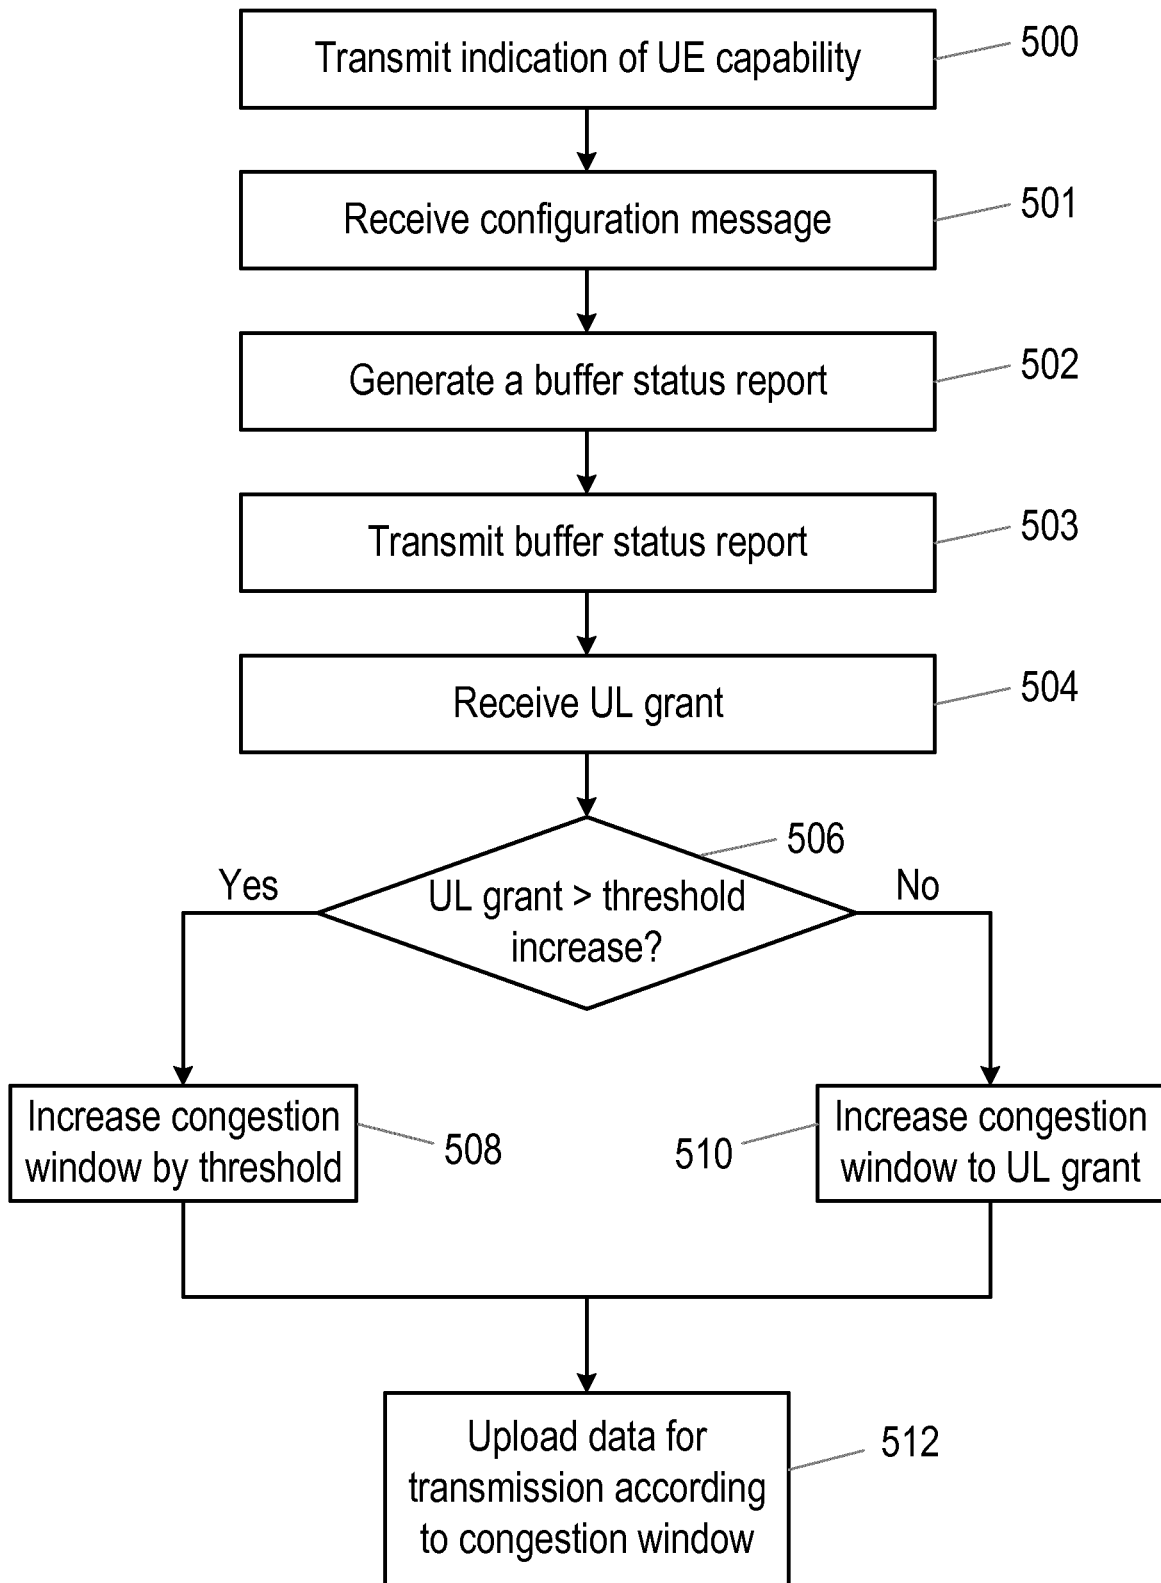 Transmit indication of UE capability
500
Receive configuration message
501
Generate a buffer status report
502
Transmit buffer status report
503
Receive UL grant
504
506
Yes
UL grant > threshold
increase?
No
Increase congestion
window by threshold
508
510
Increase congestion
window to UL grant
Upload data for
transmission according
to congestion window
512